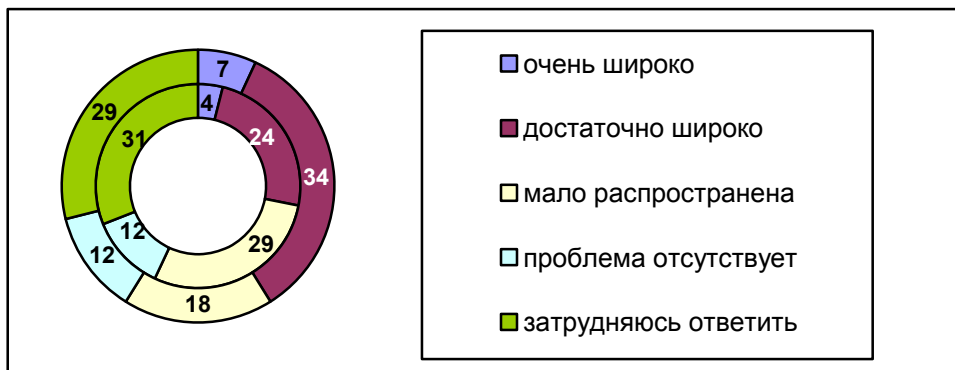 7
4
29
31
24
34
12
12
29
18
очень широко
достаточно широко
мало распространена
проблема отсутствует
затрудняюсь ответить